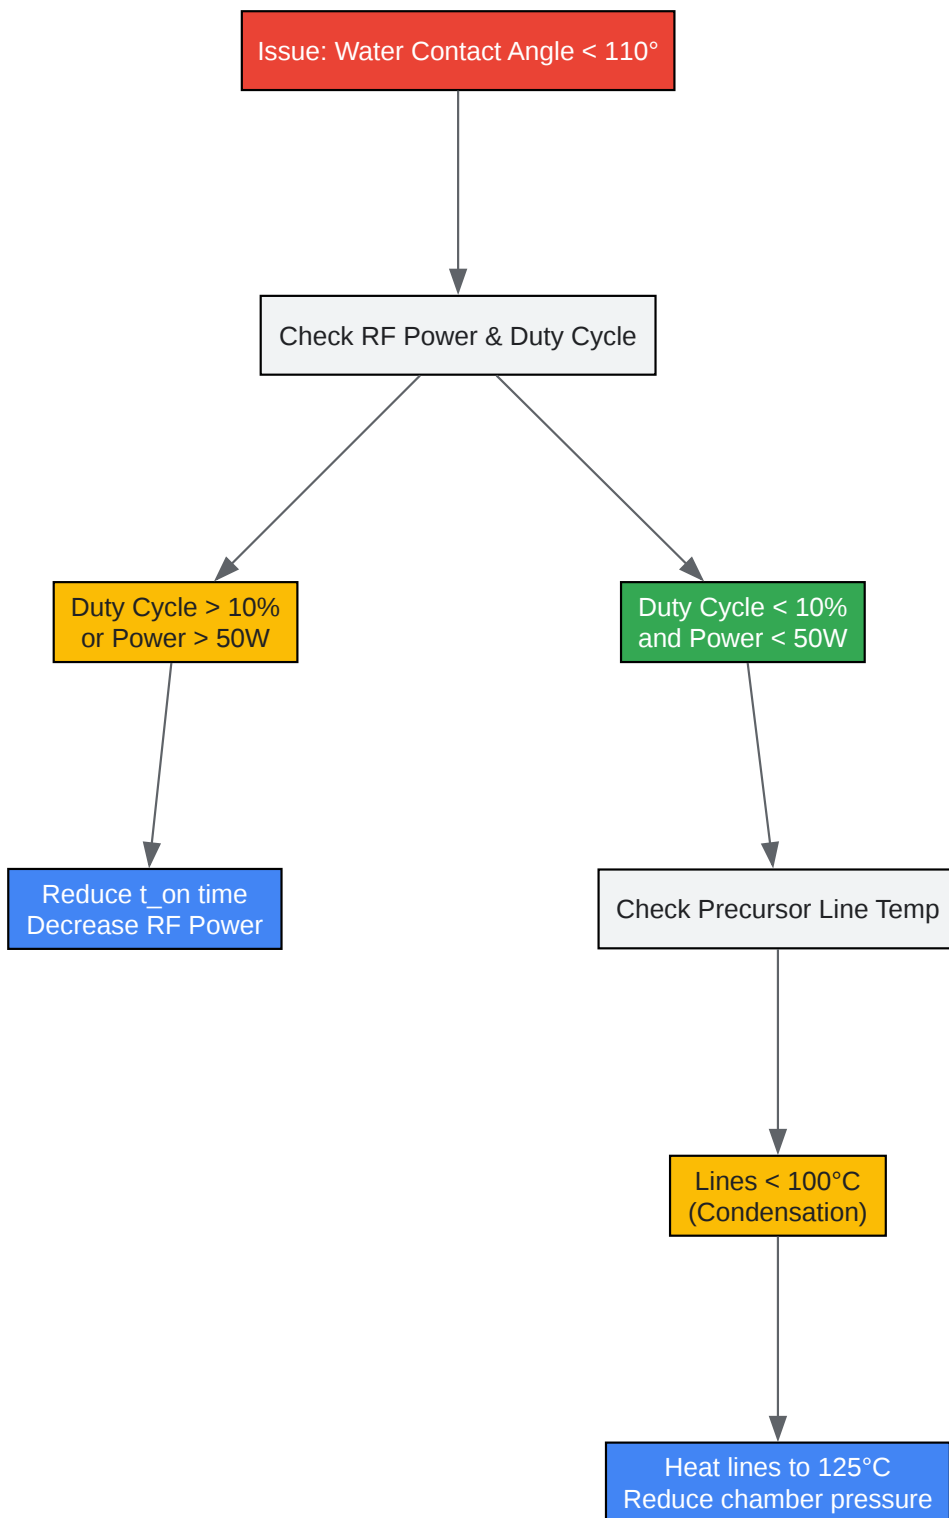 Issue: Water Contact Angle < 110°
Check RF Power & Duty Cycle
Duty Cycle > 10%
or Power > 50W
Duty Cycle < 10%
and Power < 50W
Reduce t_on time
Decrease RF Power
Check Precursor Line Temp
Lines < 100°C
(Condensation)
Heat lines to 125°C
Reduce chamber pressure